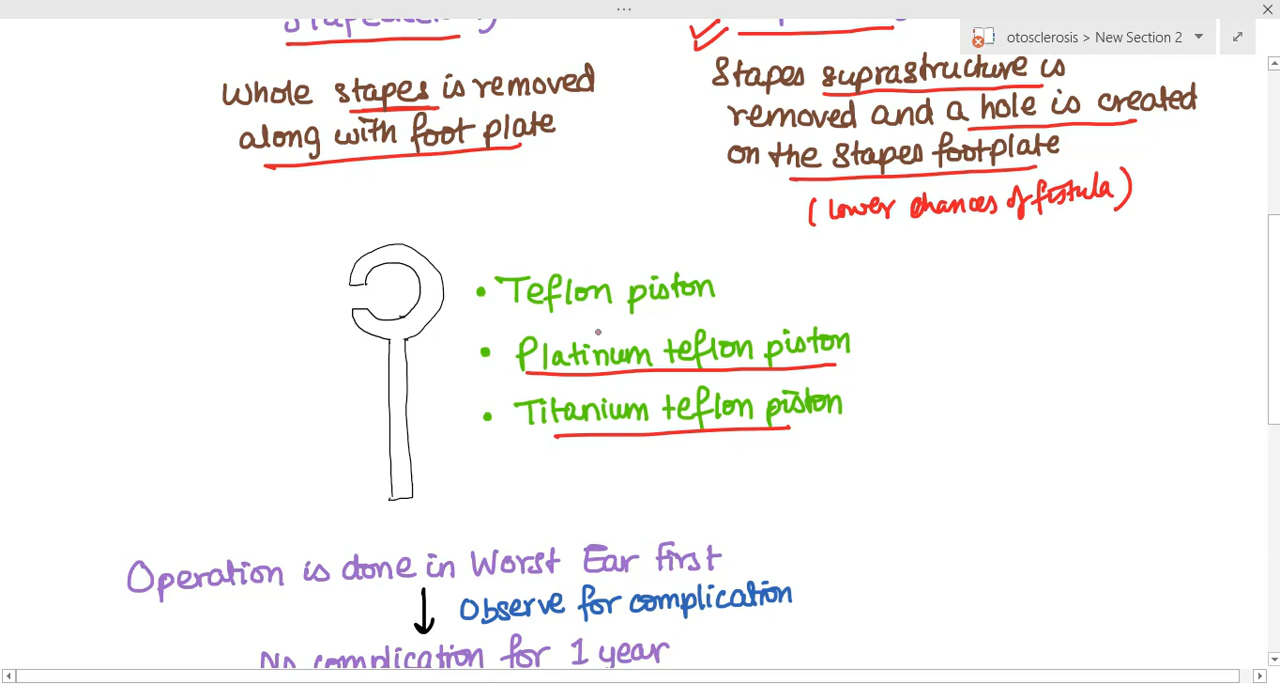 otosclerosis > New Section 2
Whole stapes is removed
along with foot plate
Stapes suprastructure is
removed and a hole is created
on the stapes footplate
(lower chances of fistula)
• Teflon piston
• Platinum teflon piston
• Titanium teflon piston
Operation is done in Worst Ear first
Observe for complication
No complication for 1 year